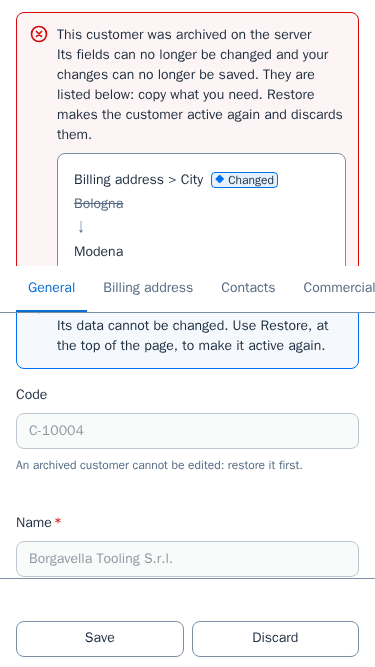 This customer was archived on the server
Its fields can no longer be changed and your
changes can no longer be saved. They are
listed below: copy what you need. Restore
makes the customer active again and discards
them.
Billing address > City Changed
Bologna
↓
Modena
General Billing address Contacts Commercial
Its data cannot be changed. Use Restore, at
the top of the page, to make it active again.
Code
C-10004
An archived customer cannot be edited: restore it first.
Name *
Borgavella Tooling S.r.l.
Save Discard